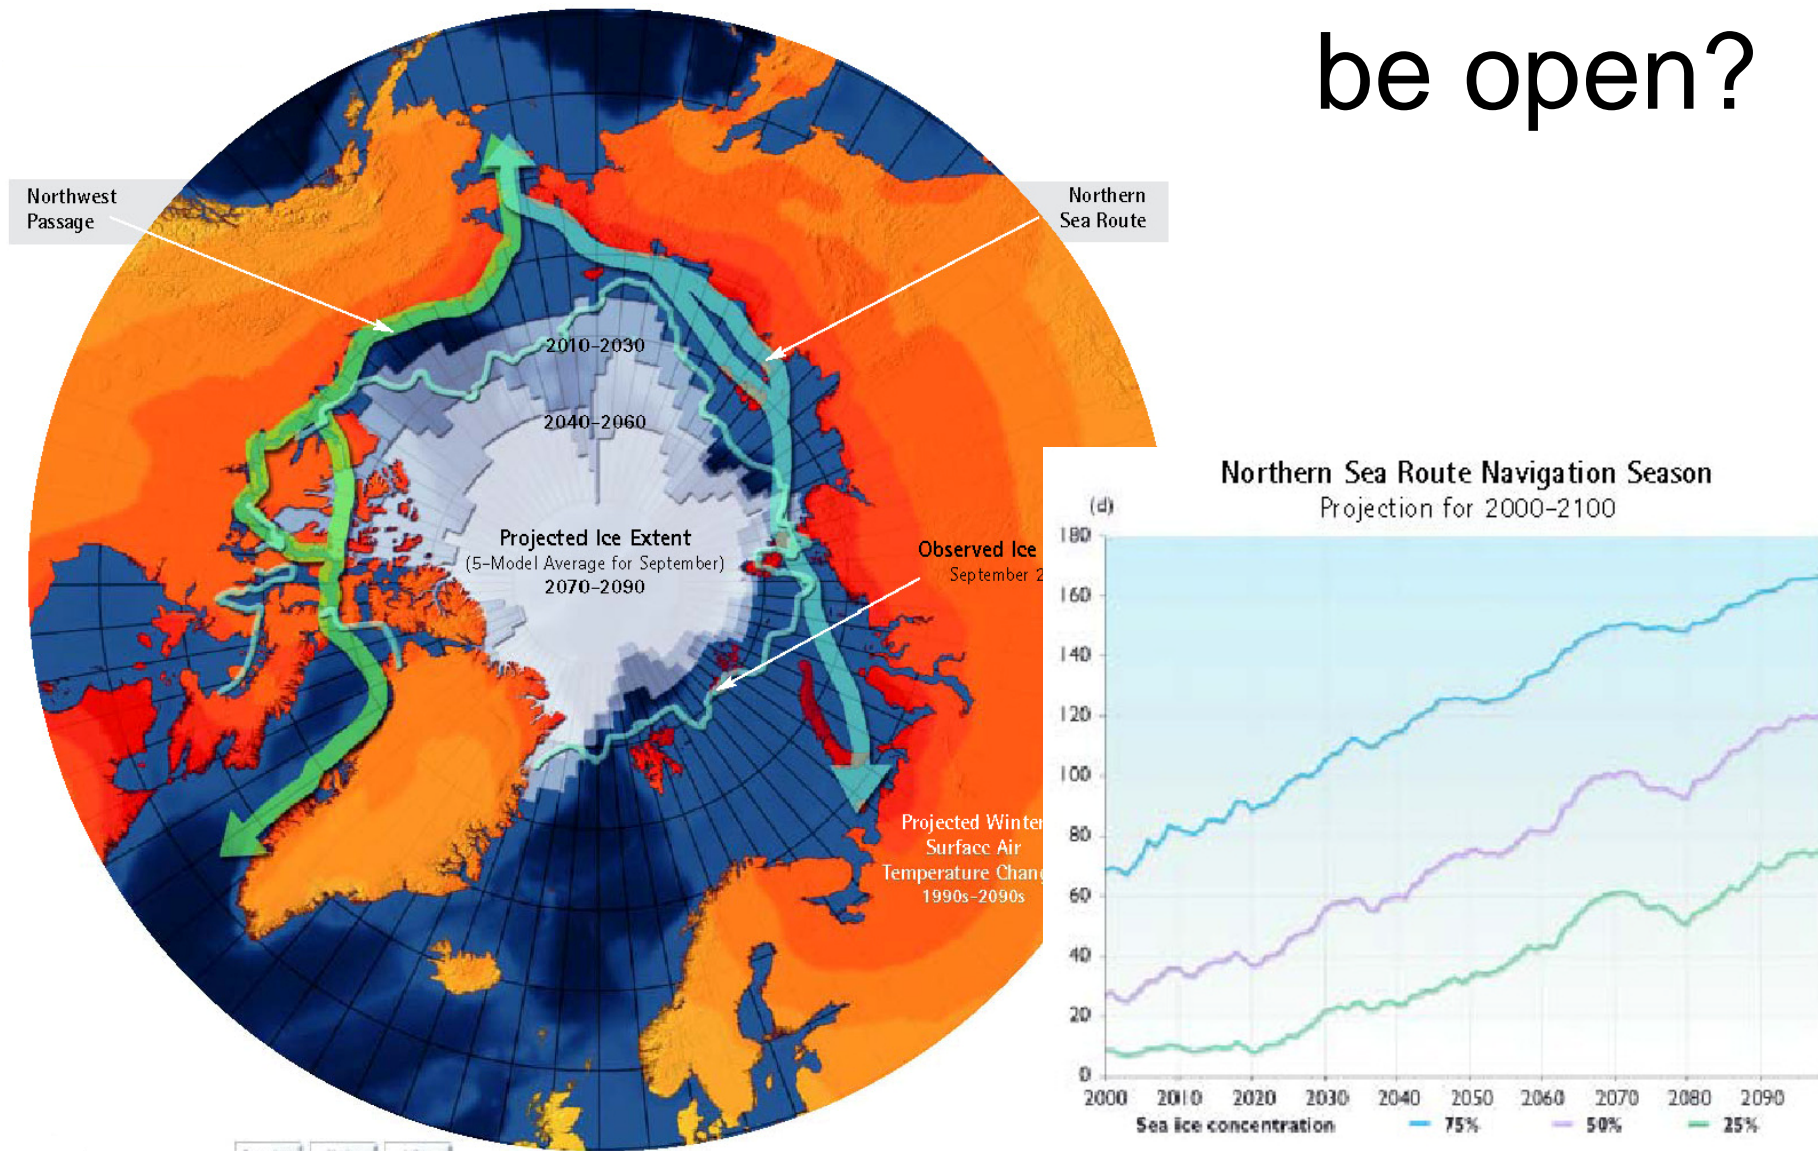 be open?
Northwest
Passage
Northern
Sea Route
2010–2030
2040–2060
Projected Ice Extent
(5-Model Average for September)
2070–2090
Observed Ice
September 2
Projected Winter
Surface Air
Temperature Chang
1990s–2090s
Northern Sea Route Navigation Season
Projection for 2000–2100
(d)
180
160
140
120
100
80
60
40
20
0
2000 2010 2020 2030 2040 2050 2060 2070 2080 2090
Sea ice concentration 75% 50% 25%